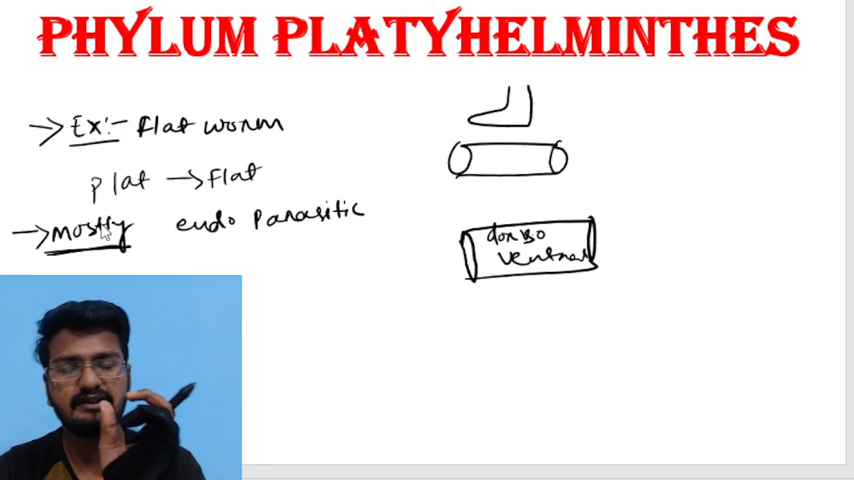 PHYLUM PLATYHELMINTHES
→ Ex:- Flat worm
plat → Flat
→ mostly endo Parasitic
dorso
ventral